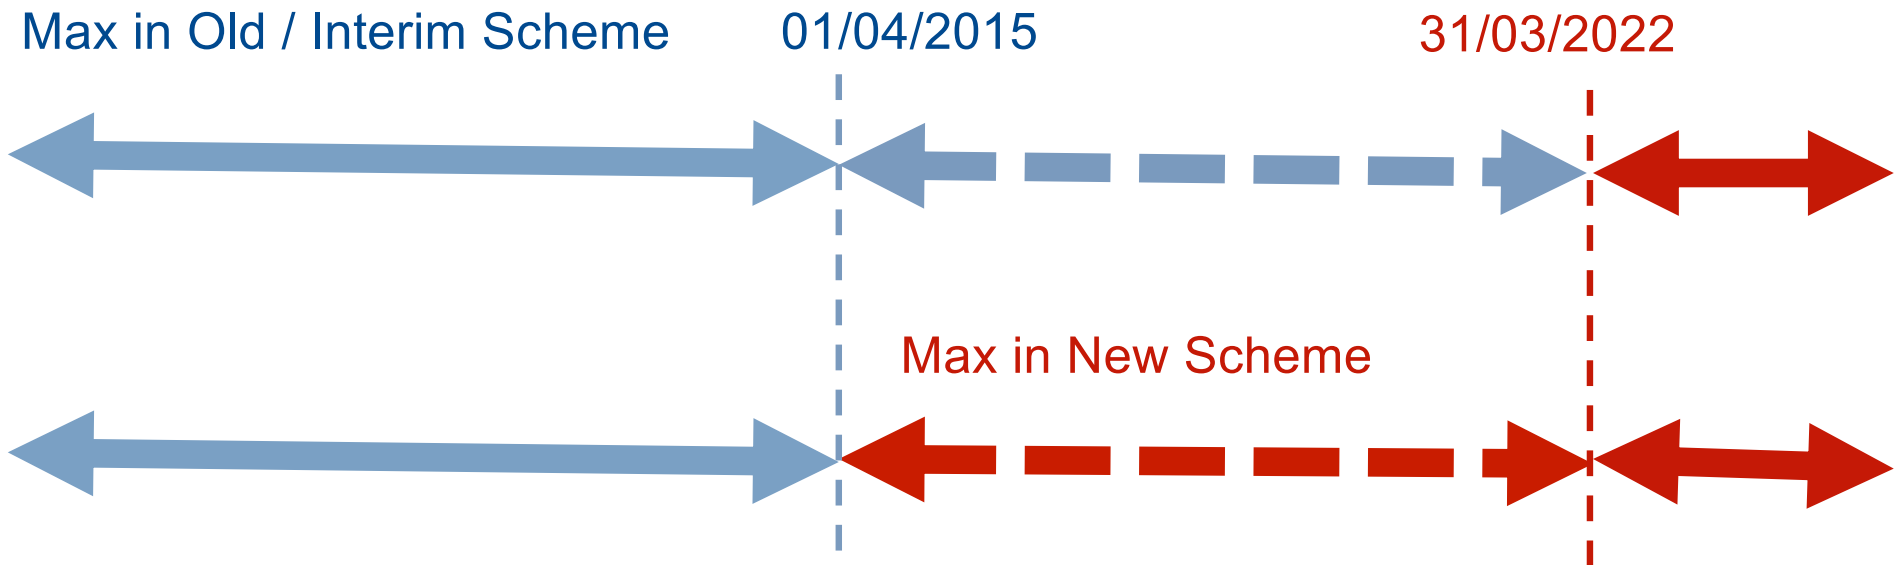 Max in Old / Interim Scheme
01/04/2015
31/03/2022
Max in New Scheme